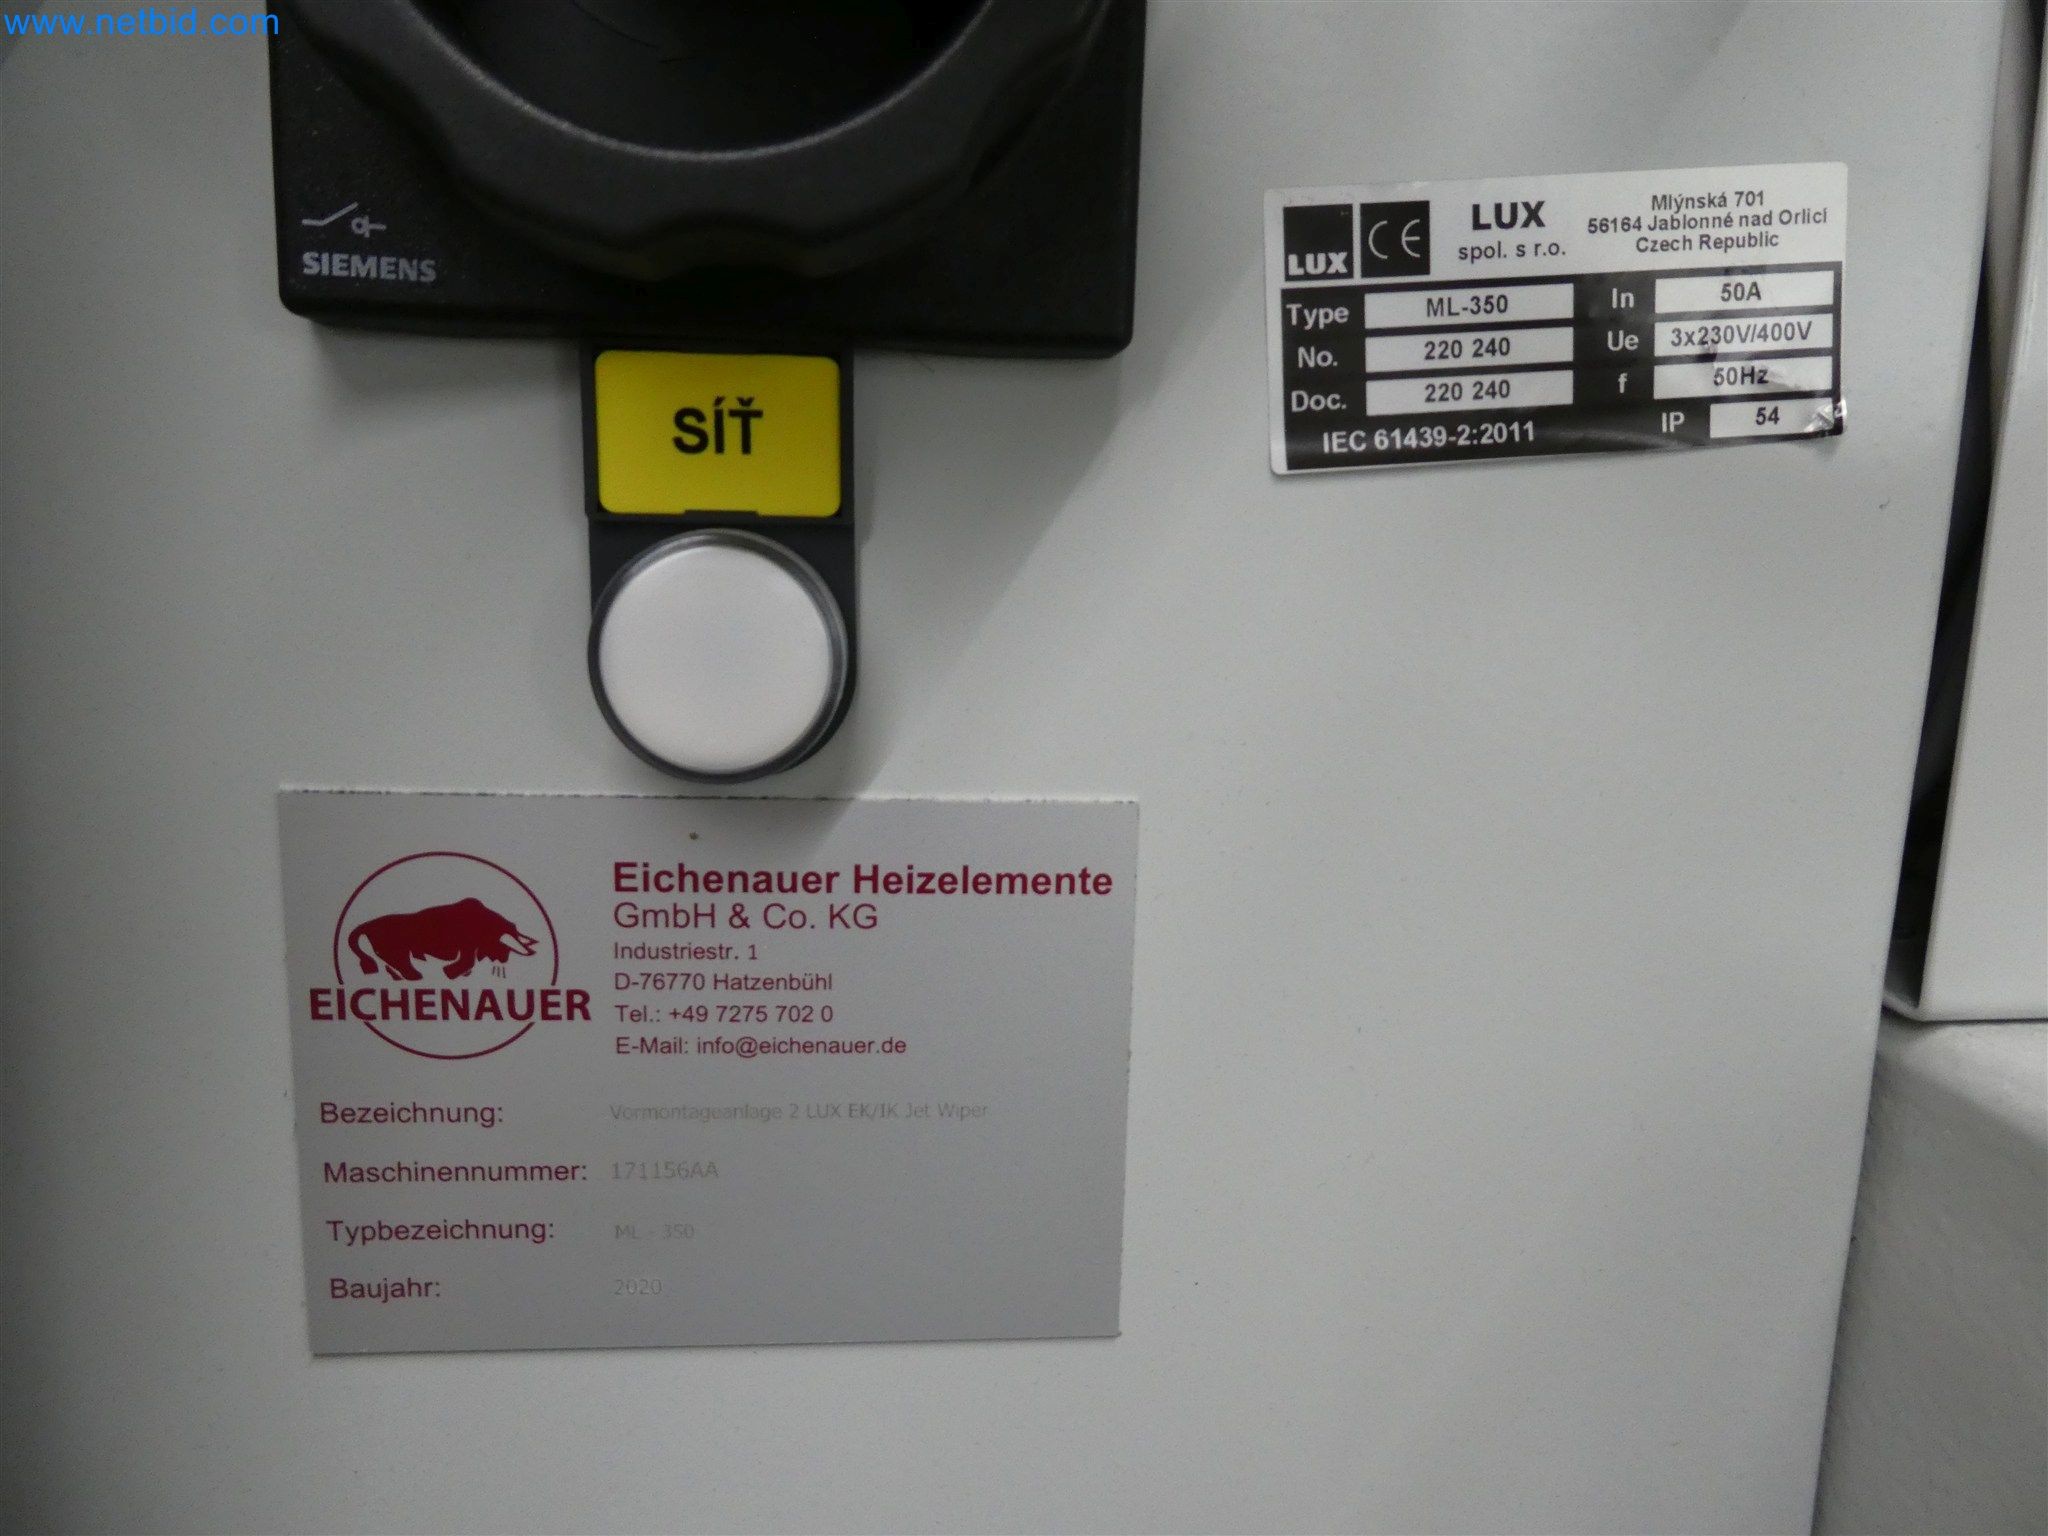 www.netbid.com
SIEMENS
SÍŤ
LUX
CE
LUX
spol. s r.o.
Mlýnská 701
56164 Jablonné nad Orlicí
Czech Republic
Type ML-350
No. 220 240
Doc. 220 240
IEC 61439-2:2011
In 50A
Ue 3x230V/400V
f 50Hz
IP 54
EICHENAUER
Eichenauer Heizelemente
GmbH & Co. KG
Industriestr. 1
D-76770 Hatzenbühl
Tel.: +49 7275 702 0
E-Mail: info@eichenauer.de
Bezeichnung: Vormontageanlage 2 LUX EK/IK Jet Wiper
Maschinennummer: 171156AA
Typbezeichnung: ML - 350
Baujahr: 2020